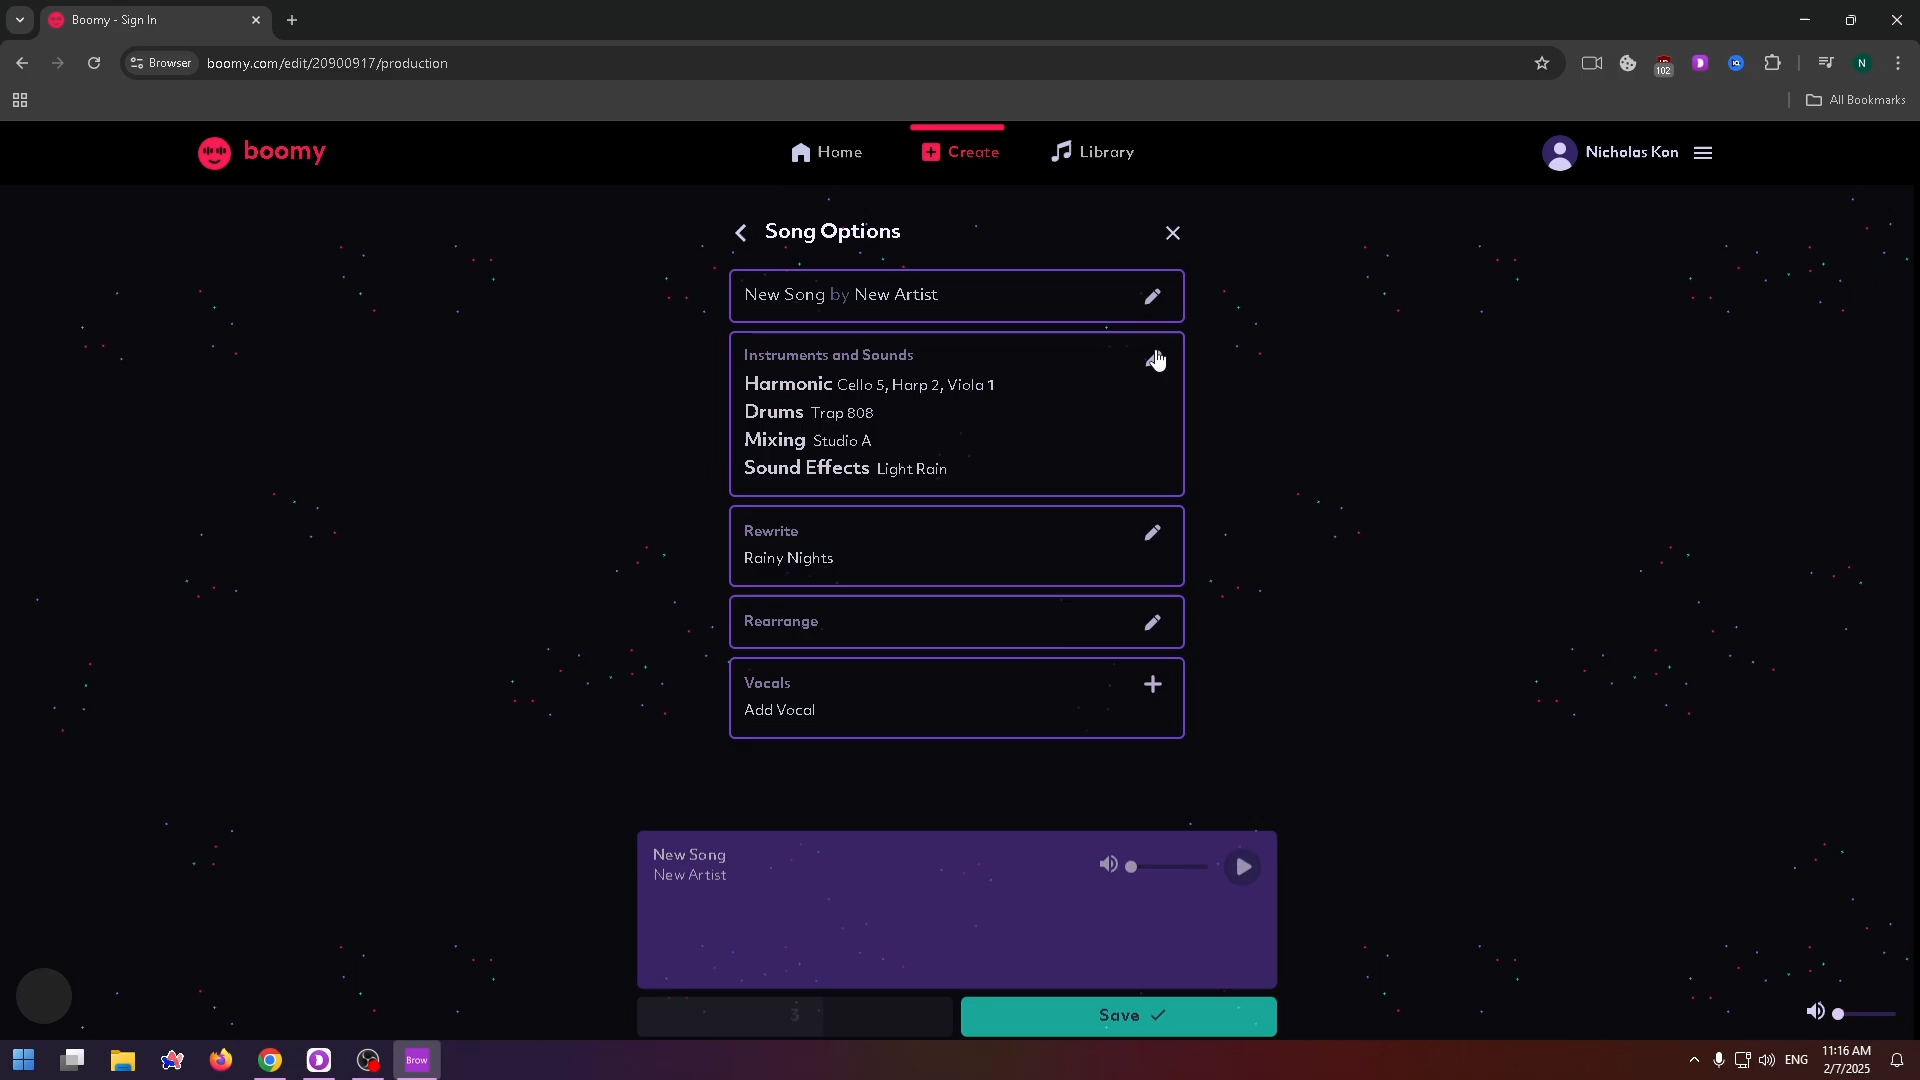 Boomy - Sign In
Browser
boomy.com/edit/20900917/production
102
N
All Bookmarks
boomy
Home
Create
Library
Nicholas Kon
Song Options
New Song by New Artist
Instruments and Sounds
Harmonic Cello 5, Harp 2, Viola 1
Drums Trap 808
Mixing Studio A
Sound Effects Light Rain
Rewrite
Rainy Nights
Rearrange
Vocals
Add Vocal
New Song
New Artist
3
Save
Brow
ENG
11:16 AM
2/7/2025